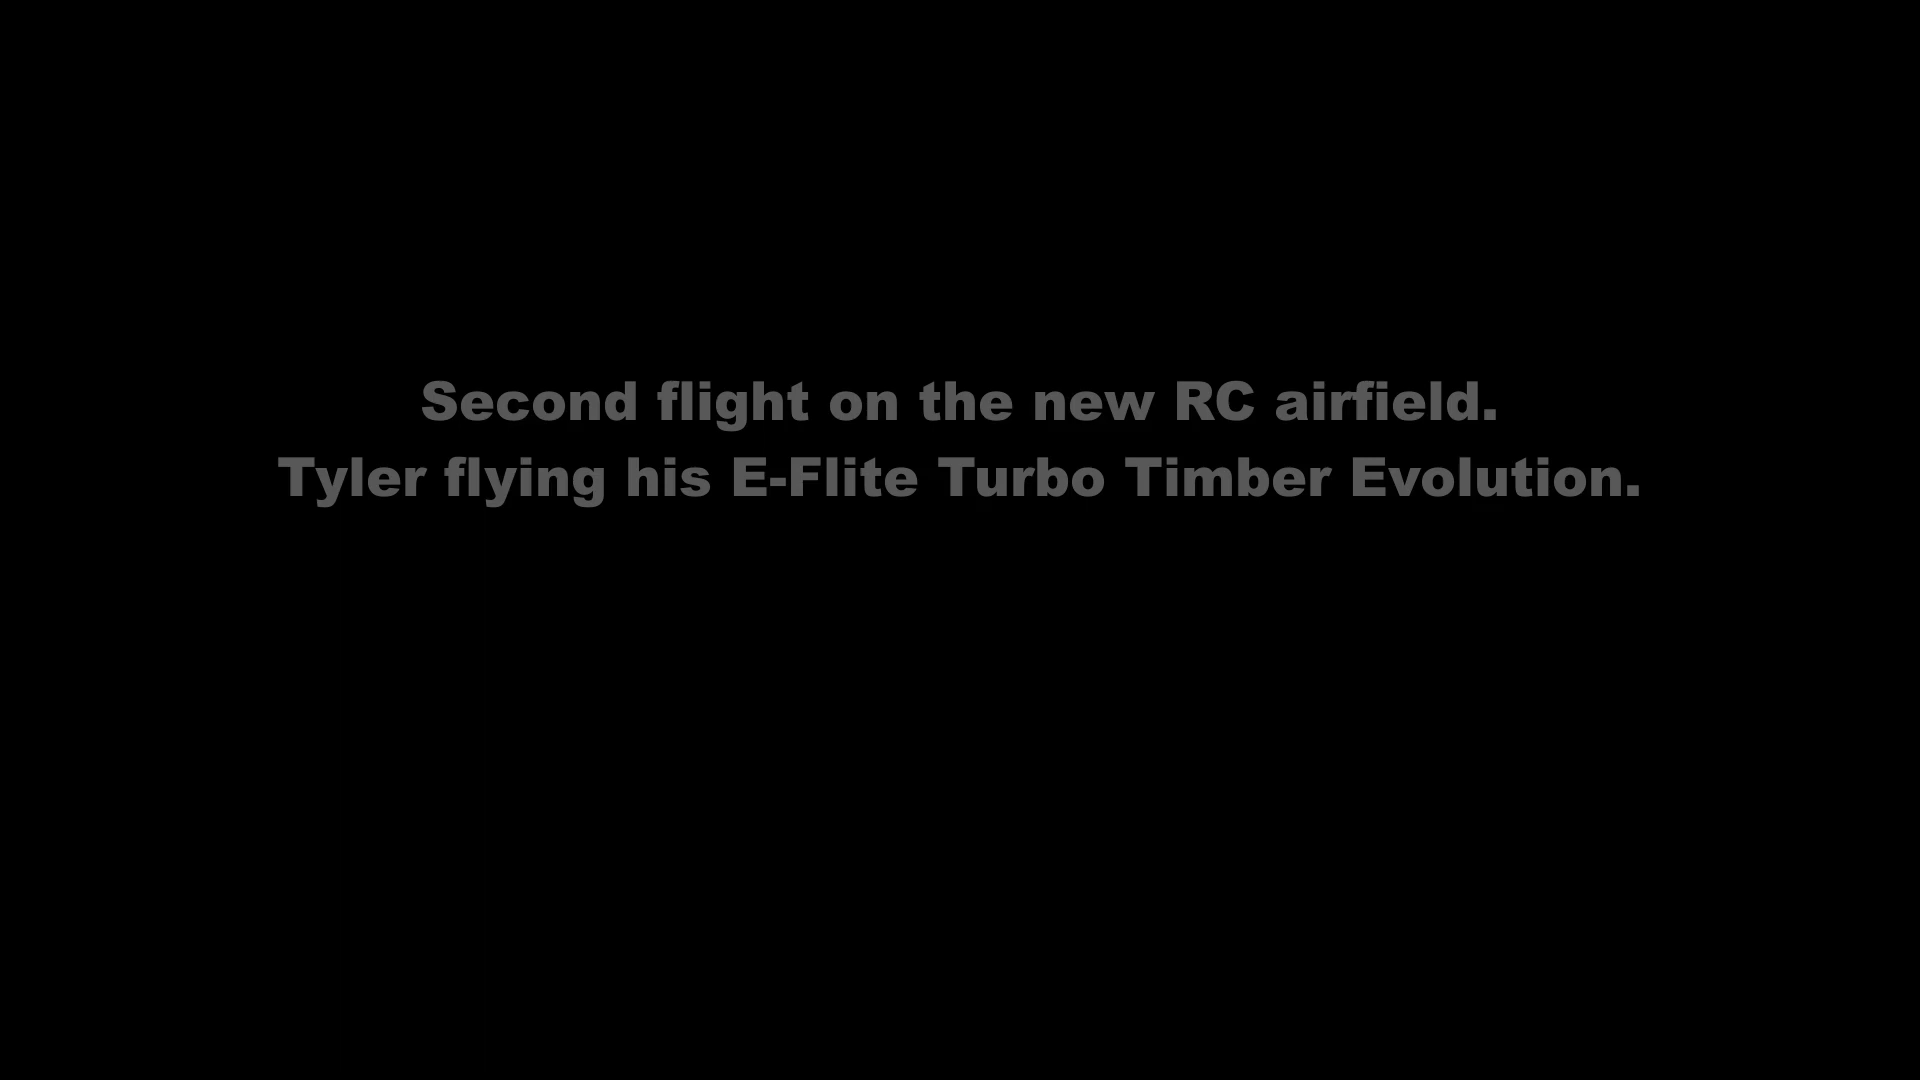 Second flight on the new RC airfield.
Tyler flying his E-Flite Turbo Timber Evolution.